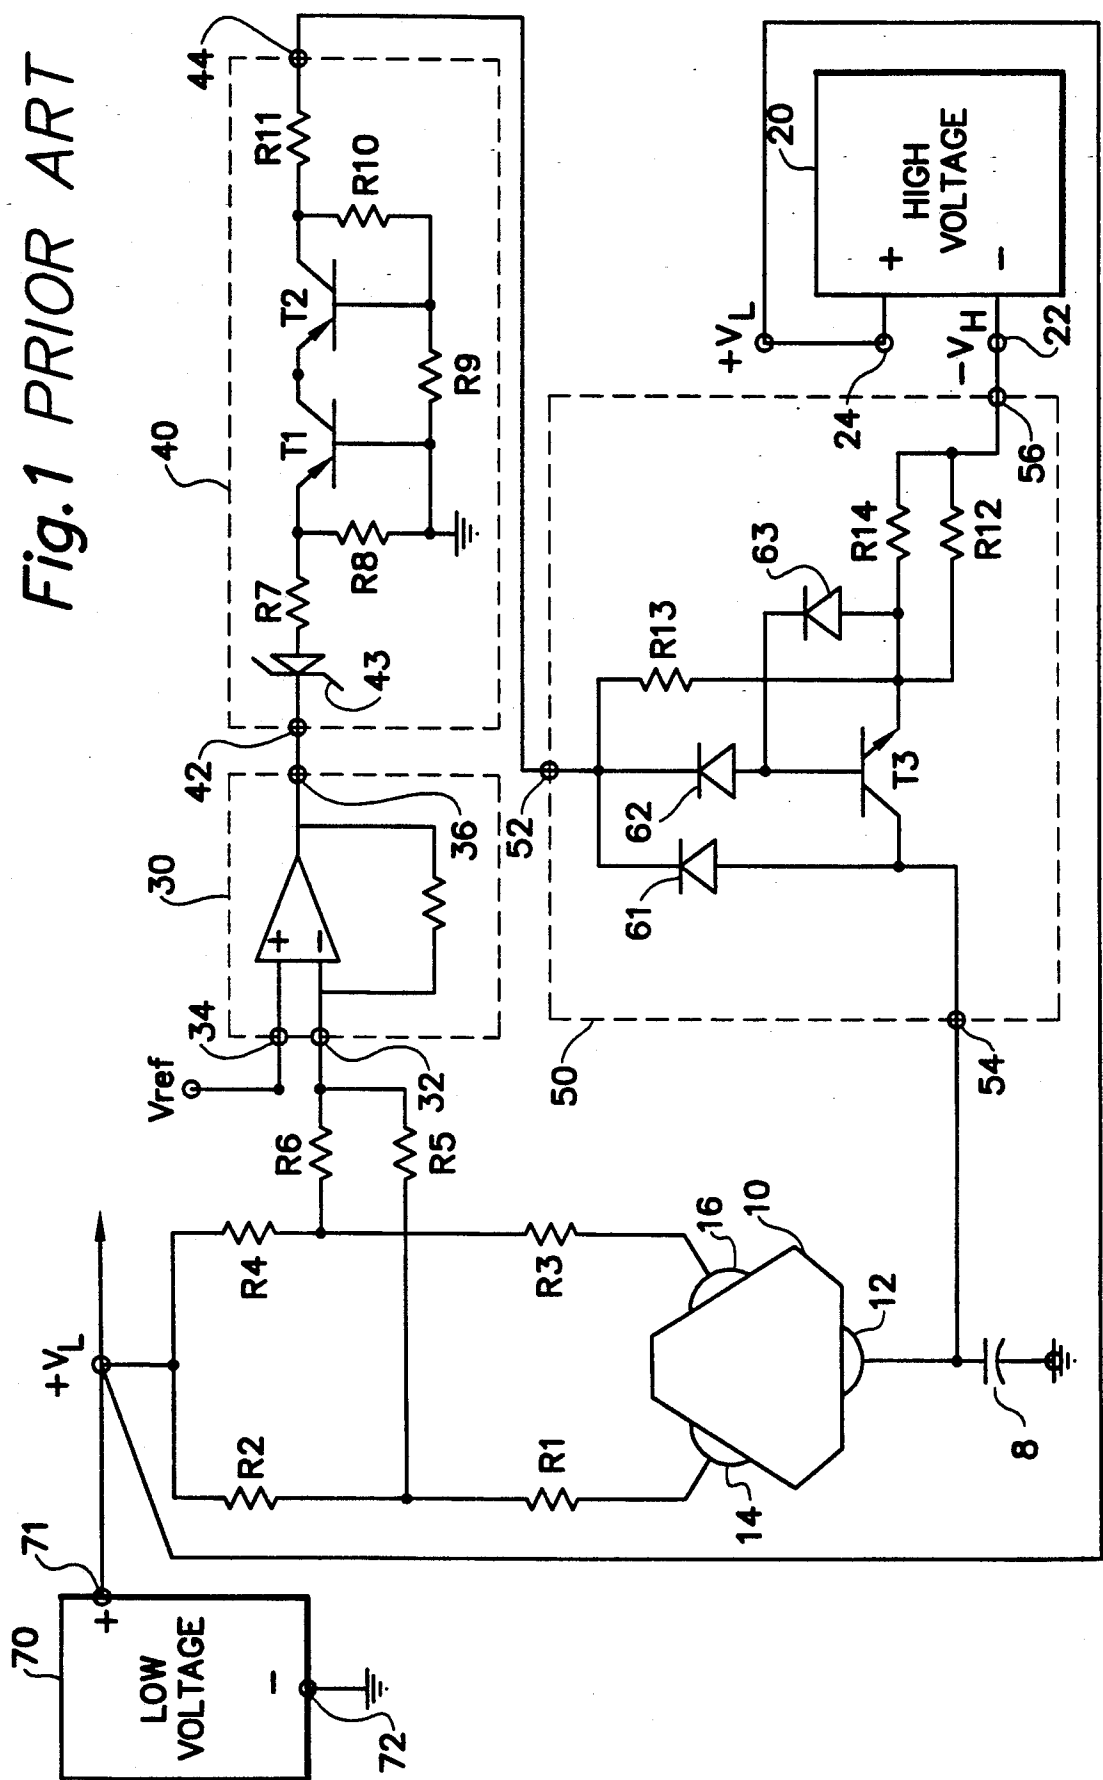 Fig.1 PRIOR ART
70
71
+
LOW
VOLTAGE
−
72
+VL
R2
R4
R1
R3
R6
R5
14
16
10
12
8
Vref
34
32
30
+
−
36
42
40
43
R7
R8
T1
T2
R9
R10
R11
44
50
52
54
61
62
63
R13
T3
R14
R12
56
−VH
22
24
+VL
20
+
−
HIGH
VOLTAGE